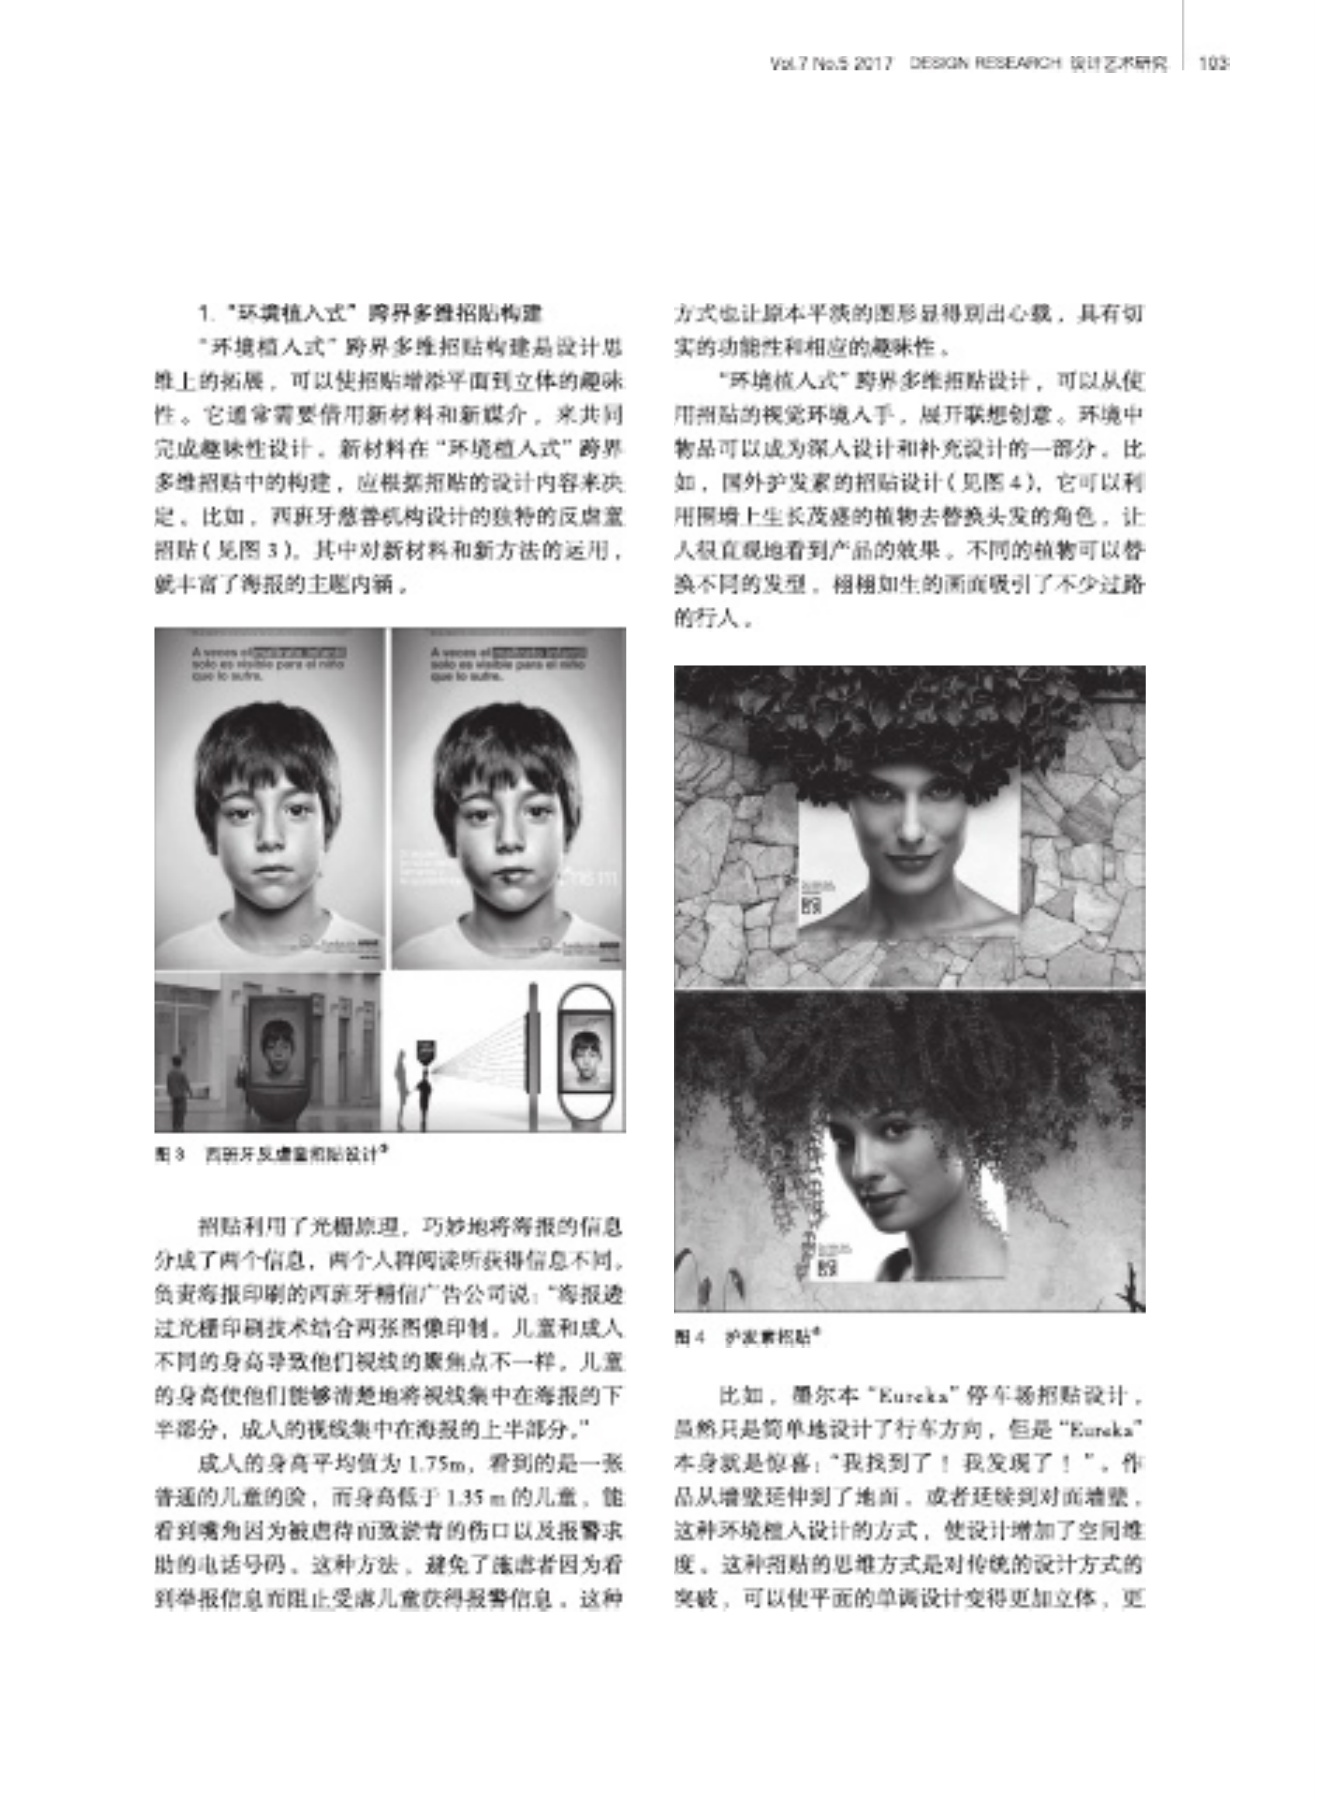 Vol.7 No.5 2017 DESIGN RESEARCH 设计艺术研究 103
1. “环境植入式”跨界多维招贴构建
“环境植入式”跨界多维招贴构建是设计思
维上的拓展，可以使招贴增添平面到立体的趣味
性。它通常需要借用新材料和新媒介，来共同
完成趣味性设计。新材料在“环境植入式”跨界
多维招贴中的构建，应根据招贴的设计内容来决
定。比如，西班牙慈善机构设计的独特的反虐童
招贴（见图 3），其中对新材料和新方法的运用，
就丰富了海报的主题内涵。
A veces el maltrato infantil
solo es visible para el niño
que lo sufre.
A veces el maltrato infantil
solo es visible para el niño
que lo sufre.
图 3 西班牙反虐童招贴设计③
招贴利用了光栅原理，巧妙地将海报的信息
分成了两个信息，两个人群阅读所获得信息不同。
负责海报印刷的西班牙精信广告公司说：“海报透
过光栅印刷技术结合两张图像印制。儿童和成人
不同的身高导致他们视线的聚焦点不一样。儿童
的身高使他们能够清楚地将视线集中在海报的下
半部分，成人的视线集中在海报的上半部分。”
成人的身高平均值为 1.75m，看到的是一张
普通的儿童的脸，而身高低于 1.35 m 的儿童，能
看到嘴角因为被虐待而致淤青的伤口以及报警求
助的电话号码。这种方法，避免了施虐者因为看
到举报信息而阻止受虐儿童获得报警信息。这种
方式也让原本平淡的图形显得别出心裁，具有切
实的功能性和相应的趣味性。
“环境植入式”跨界多维招贴设计，可以从使
用招贴的视觉环境入手，展开联想创意。环境中
物品可以成为深入设计和补充设计的一部分。比
如，国外护发素的招贴设计（见图 4），它可以利
用围墙上生长茂盛的植物去替换头发的角色，让
人很直观地看到产品的效果。不同的植物可以替
换不同的发型，栩栩如生的画面吸引了不少过路
的行人。
图 4 护发素招贴④
比如，墨尔本“Eureka”停车场招贴设计，
虽然只是简单地设计了行车方向，但是“Eureka”
本身就是惊喜：“我找到了！我发现了！”。作
品从墙壁延伸到了地面，或者延续到对面墙壁，
这种环境植入设计的方式，使设计增加了空间维
度。这种招贴的思维方式是对传统的设计方式的
突破，可以使平面的单调设计变得更加立体，更